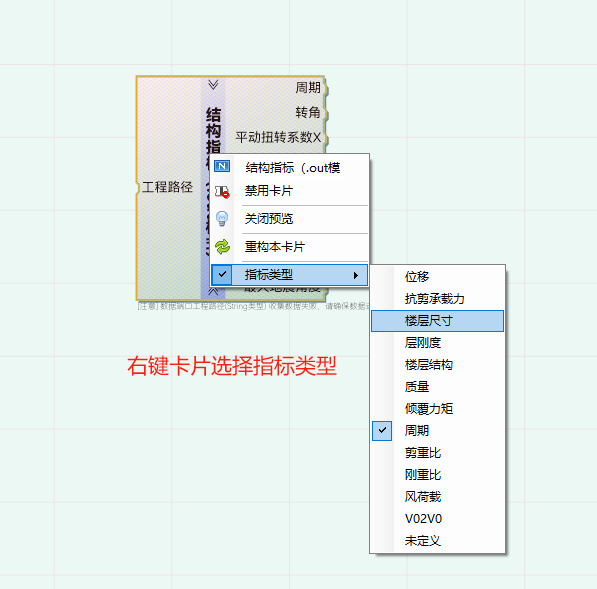 周期
转角
平动扭转系数X
工程路径
结构指
结构指标（.out模
禁用卡片
关闭预览
重构本卡片
指标类型
位移
抗剪承载力
楼层尺寸
层刚度
楼层结构
质量
倾覆力矩
周期
剪重比
刚重比
风荷载
V02V0
未定义
最大地震角度
[注意] 数据端口工程路径(String类型) 收集数据失败，请确保数据
右键卡片选择指标类型